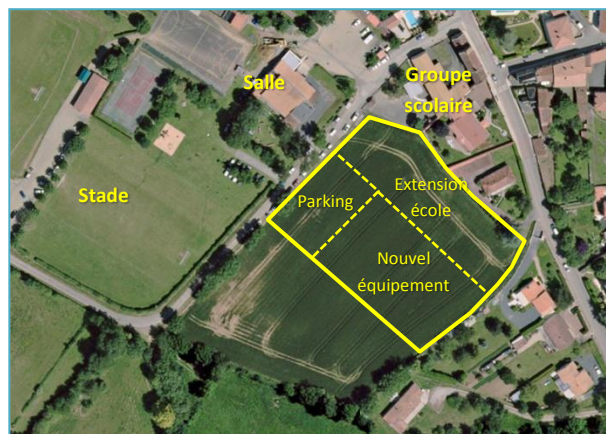 Salle
Groupe
scolaire
Stade
Parking
Extension
école
Nouvel
équipement